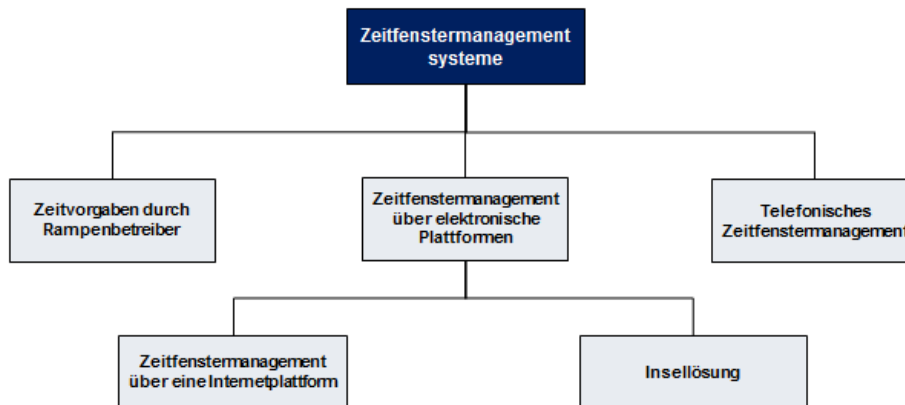 Zeitfenstermanagement
systeme
Zeitvorgaben durch
Rampenbetreiber
Zeitfenstermanagement
über elektronische
Plattformen
Telefonisches
Zeitfenstermanagement
Zeitfenstermanagement
über eine Internetplattform
Insellösung